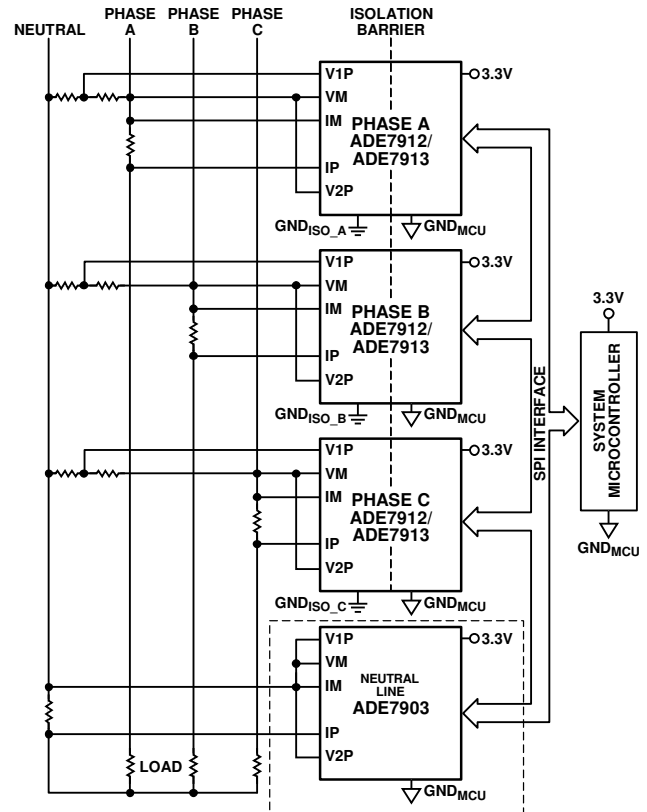 NEUTRAL
PHASE
A
PHASE
B
PHASE
C
ISOLATION
BARRIER
V1P
VM
IM
IP
V2P
PHASE A
ADE7912/
ADE7913
3.3V
GNDISO_A
GNDMCU
V1P
VM
IM
IP
V2P
PHASE B
ADE7912/
ADE7913
3.3V
GNDISO_B
GNDMCU
V1P
VM
IM
IP
V2P
PHASE C
ADE7912/
ADE7913
3.3V
GNDISO_C
GNDMCU
V1P
VM
IM
IP
V2P
NEUTRAL
LINE
ADE7903
3.3V
GNDMCU
LOAD
SPI INTERFACE
3.3V
SYSTEM
MICROCONTROLLER
GNDMCU